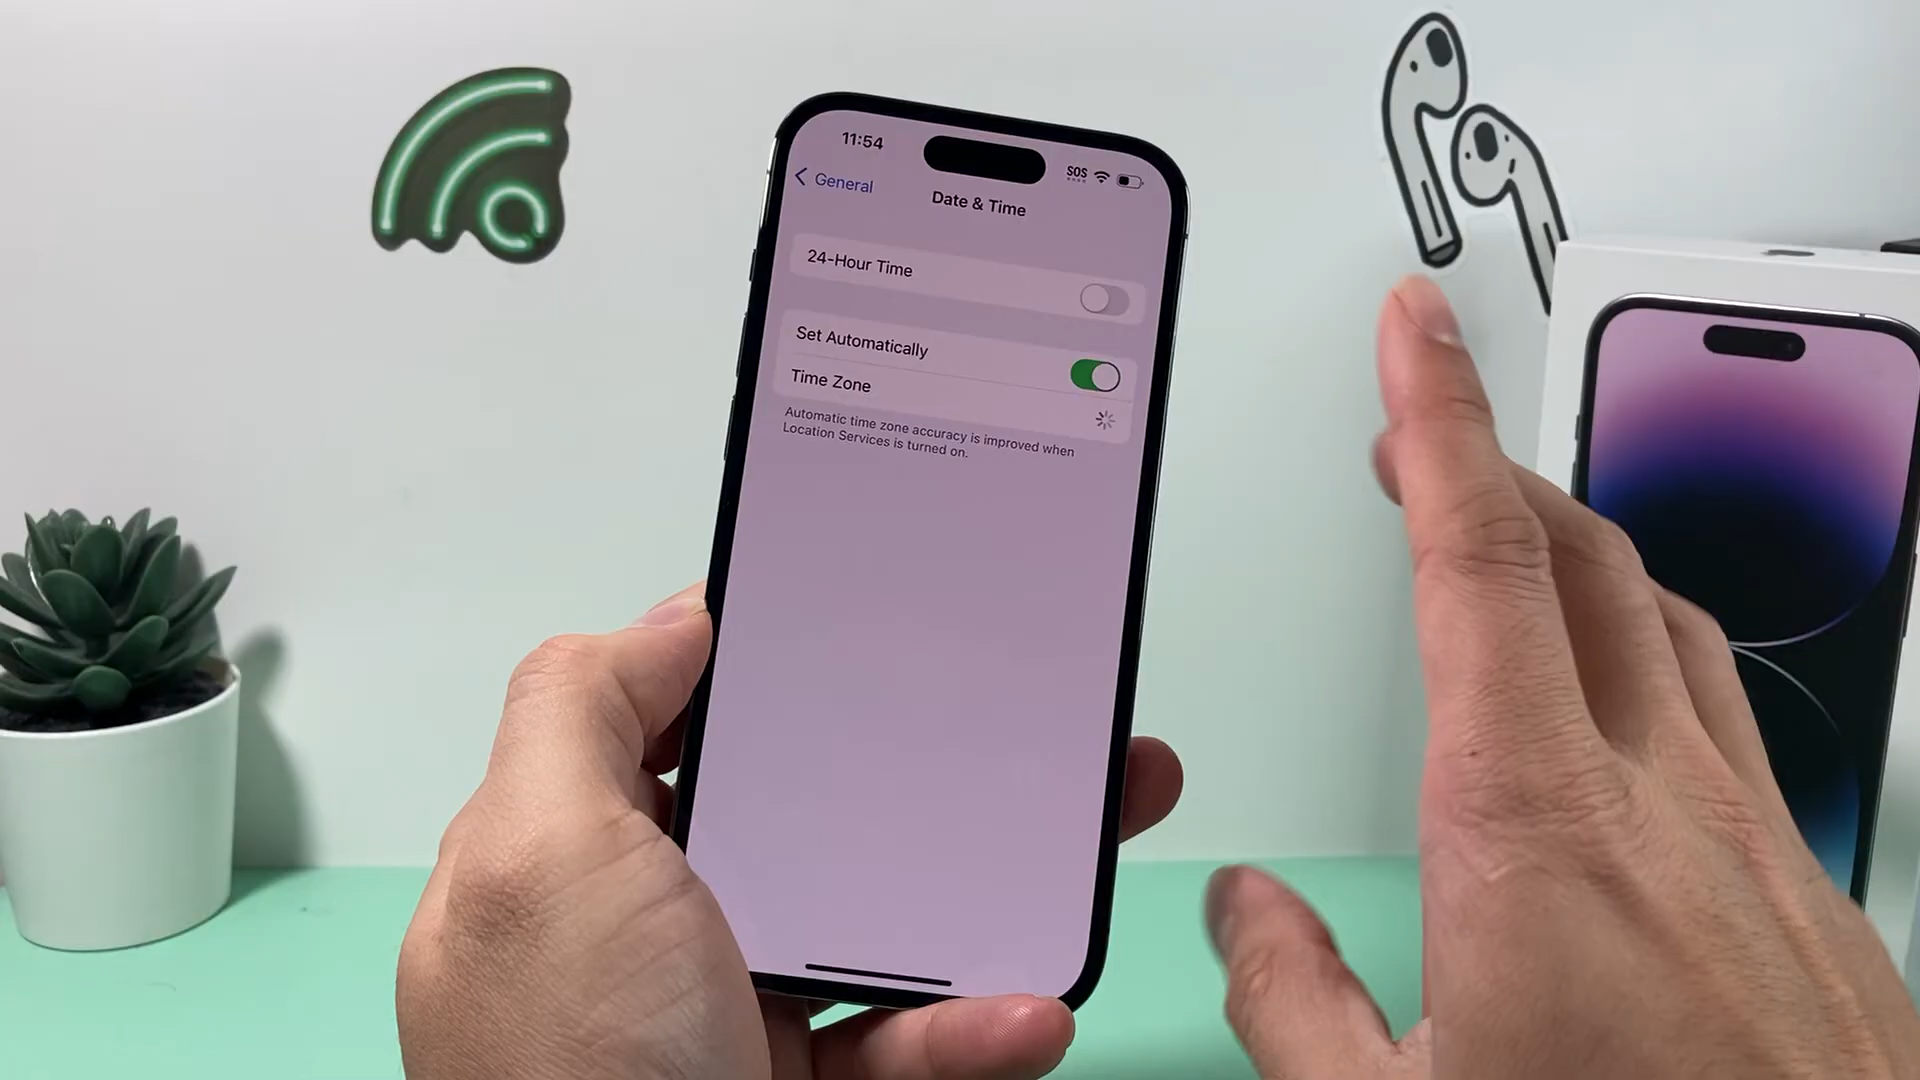 11:54
SOS
General
Date & Time
24-Hour Time
Set Automatically
Time Zone
Automatic time zone accuracy is improved when
Location Services is turned on.